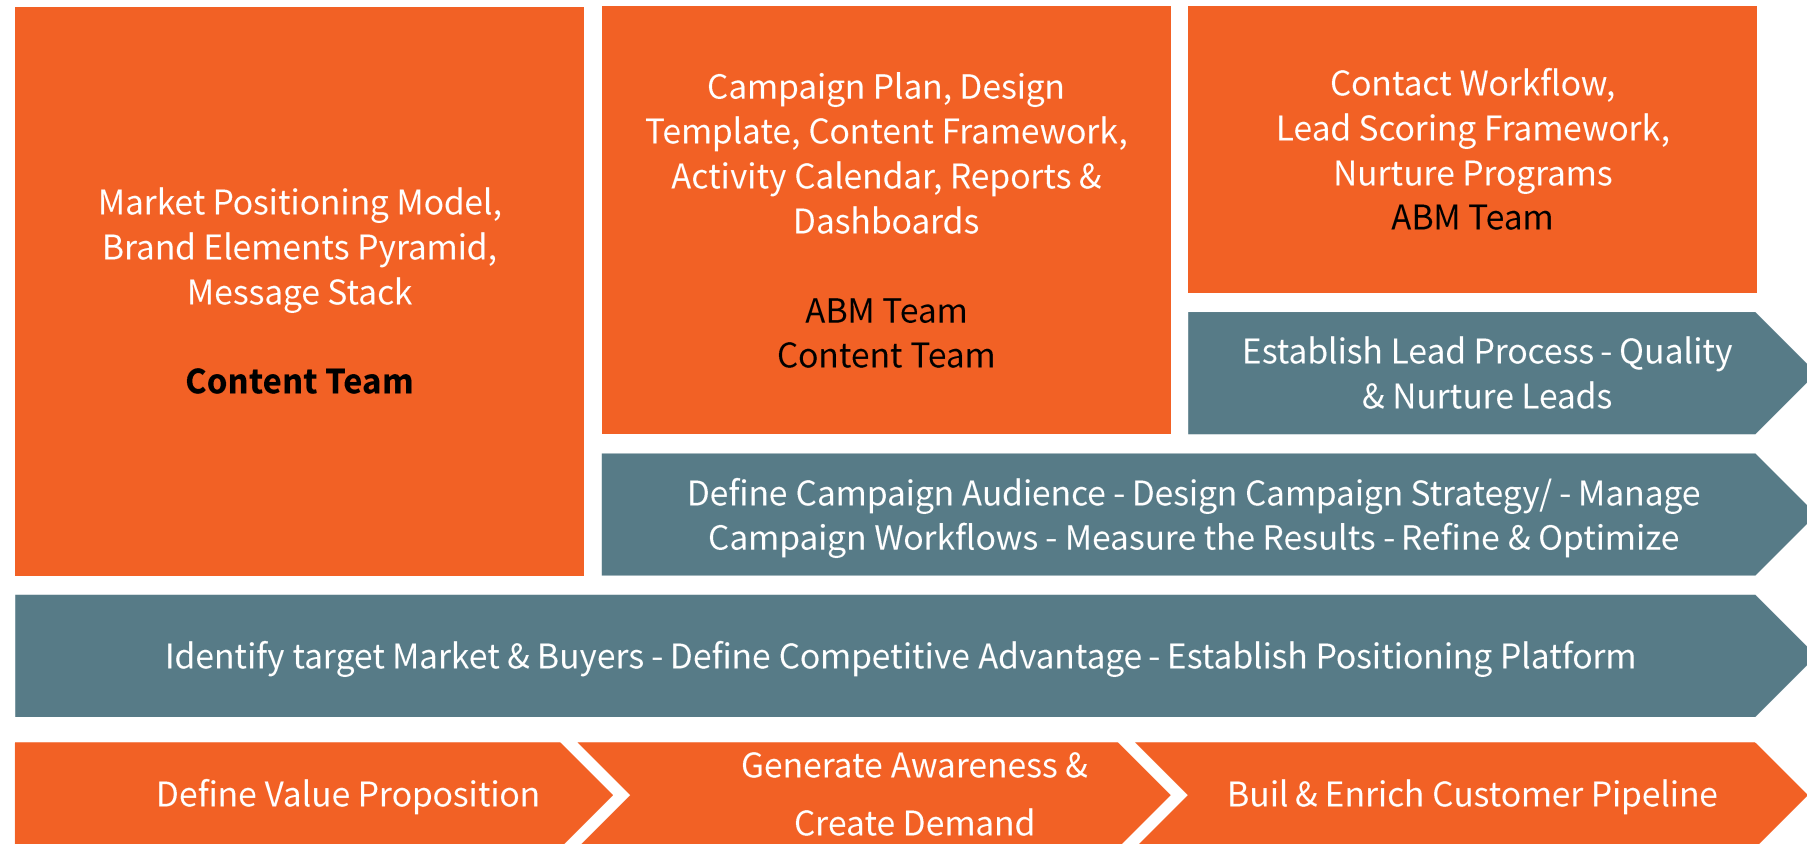 Market Positioning Model,
Brand Elements Pyramid,
Message Stack
Content Team
Campaign Plan, Design
Template, Content Framework,
Activity Calendar, Reports &
Dashboards
ABM Team
Content Team
Contact Workflow,
Lead Scoring Framework,
Nurture Programs
ABM Team
Establish Lead Process - Quality
& Nurture Leads
Define Campaign Audience - Design Campaign Strategy/ - Manage
Campaign Workflows - Measure the Results - Refine & Optimize
Identify target Market & Buyers - Define Competitive Advantage - Establish Positioning Platform
Define Value Proposition
Generate Awareness &
Create Demand
Buil & Enrich Customer Pipeline